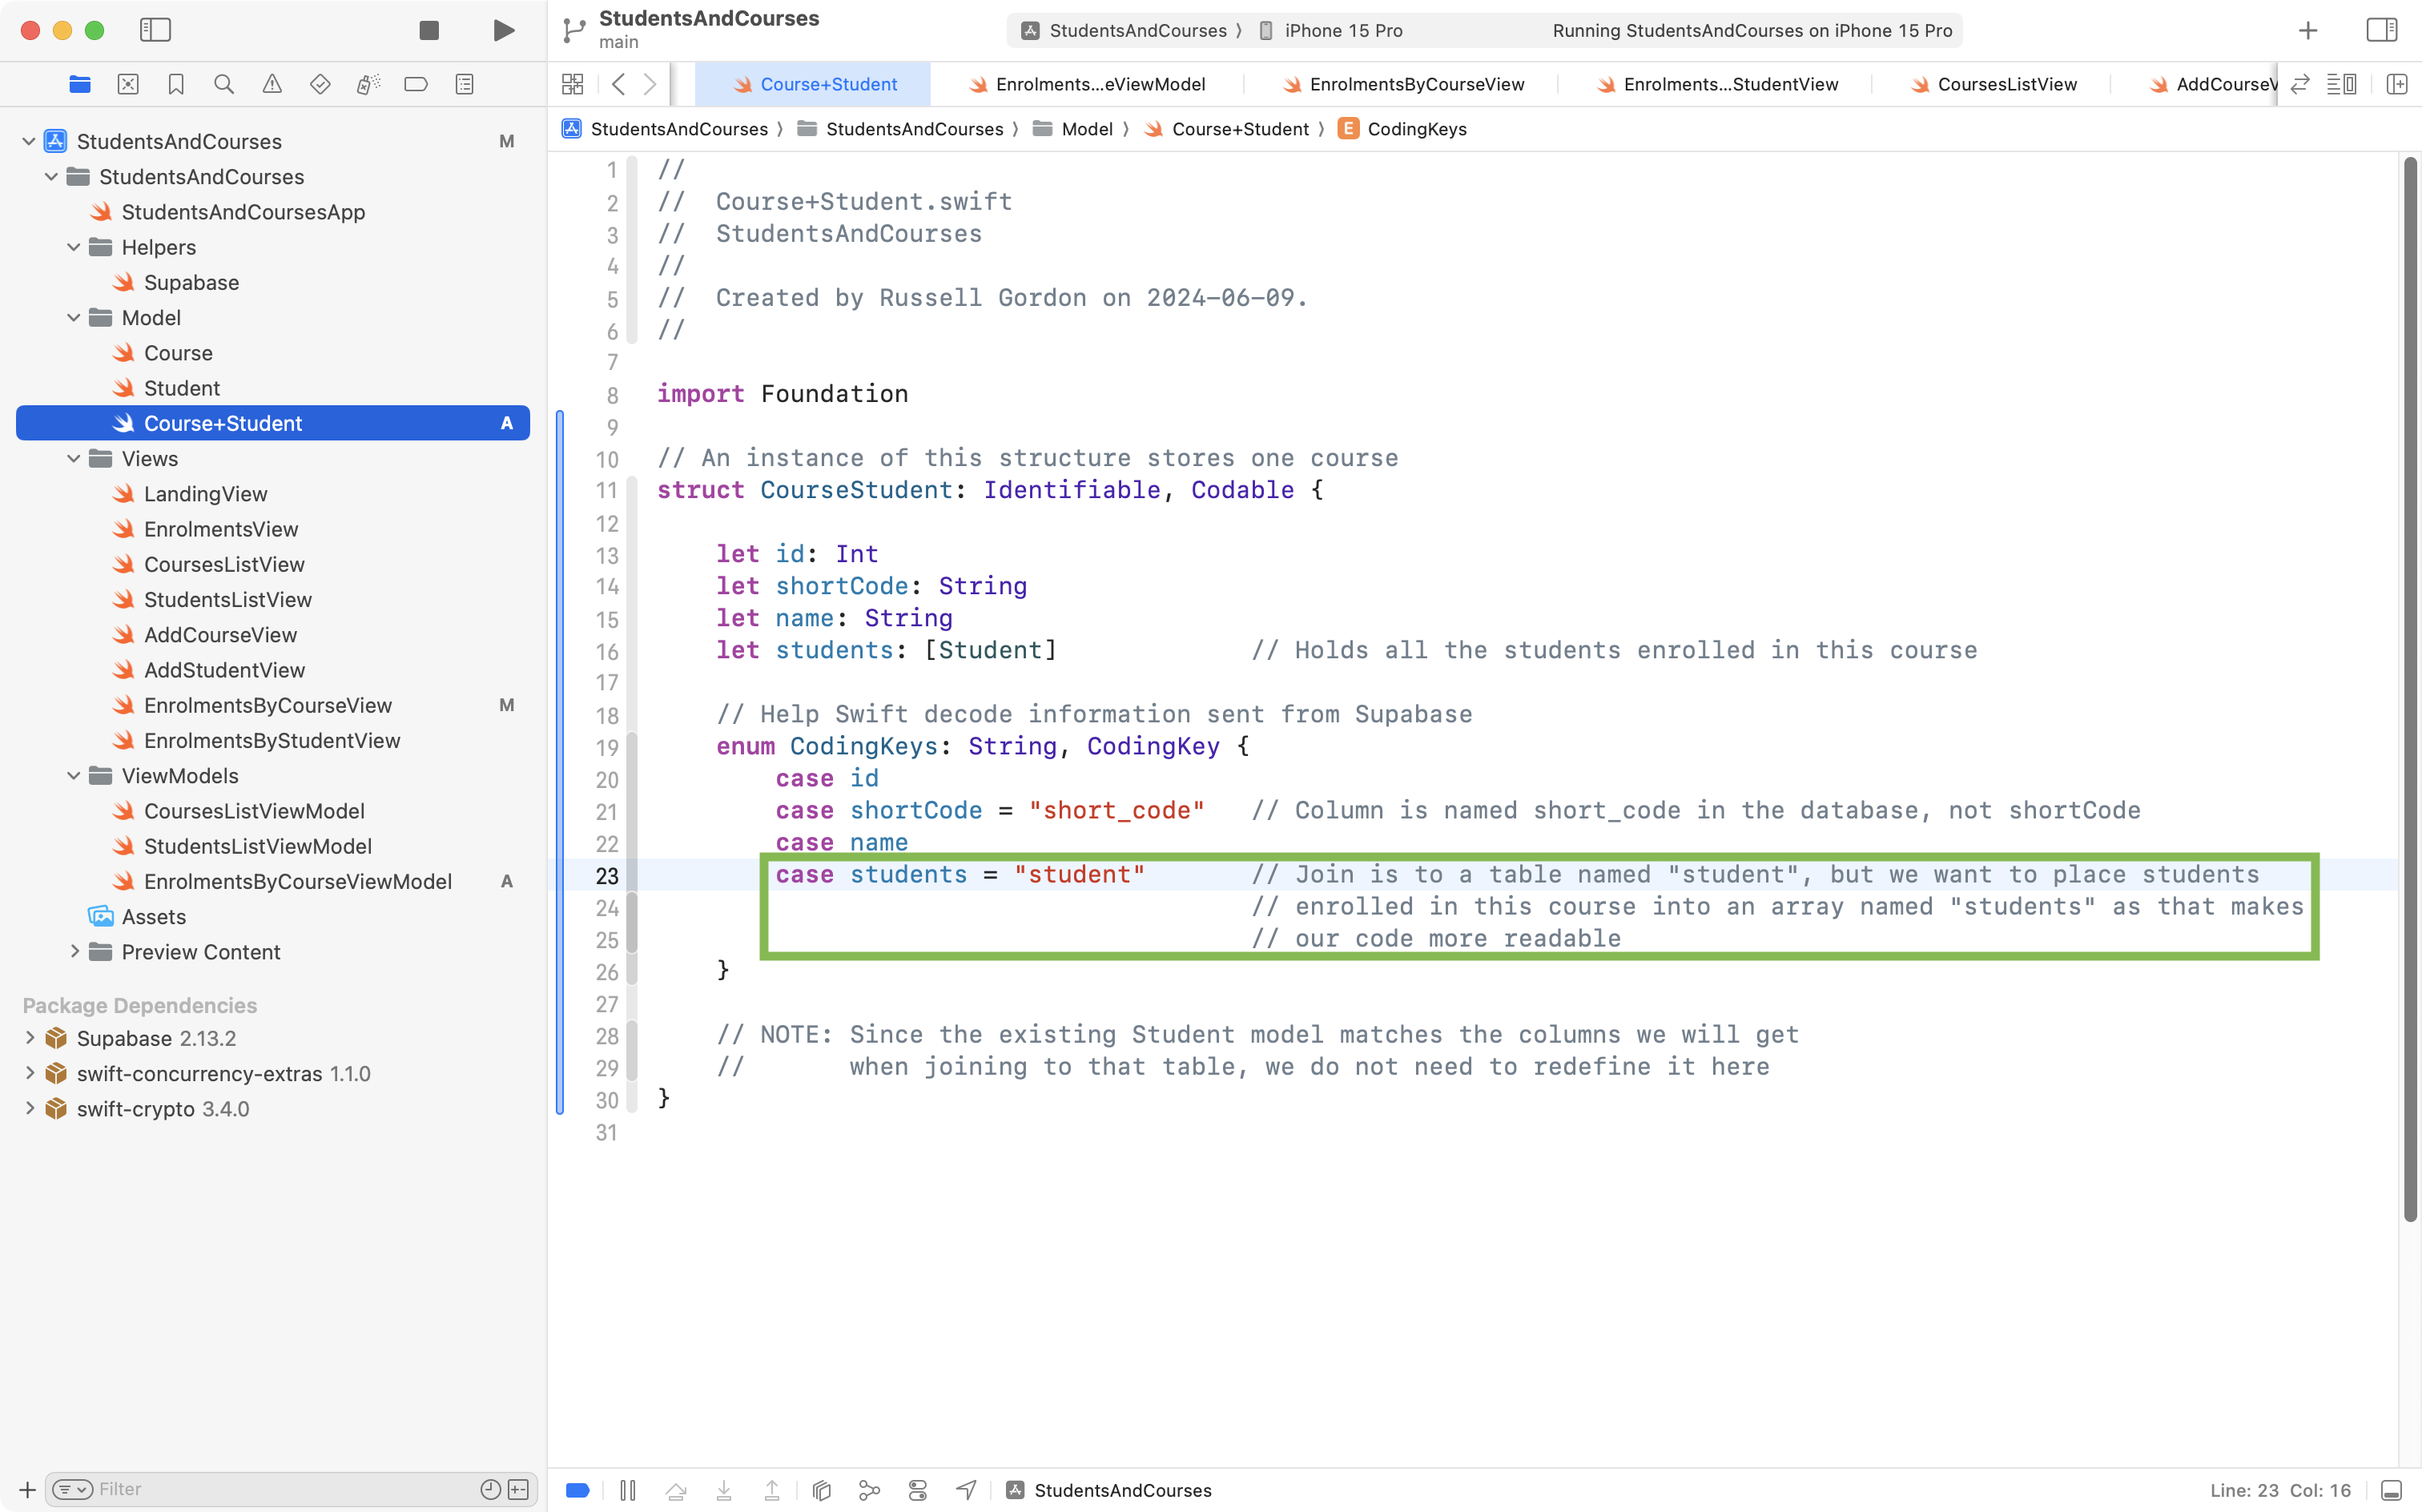 StudentsAndCourses
main
StudentsAndCourses 〉 iPhone 15 Pro
Running StudentsAndCourses on iPhone 15 Pro
Course+Student
Enrolments...eViewModel
EnrolmentsByCourseView
Enrolments...StudentView
CoursesListView
AddCourseV
StudentsAndCourses 〉 StudentsAndCourses 〉 Model 〉 Course+Student 〉 E CodingKeys
StudentsAndCourses M
StudentsAndCourses
StudentsAndCoursesApp
Helpers
Supabase
Model
Course
Student
Course+Student A
Views
LandingView
EnrolmentsView
CoursesListView
StudentsListView
AddCourseView
AddStudentView
EnrolmentsByCourseView M
EnrolmentsByStudentView
ViewModels
CoursesListViewModel
StudentsListViewModel
EnrolmentsByCourseViewModel A
Assets
Preview Content
Package Dependencies
Supabase 2.13.2
swift-concurrency-extras 1.1.0
swift-crypto 3.4.0
Filter
1 //
2 //  Course+Student.swift
3 //  StudentsAndCourses
4 //
5 //  Created by Russell Gordon on 2024-06-09.
6 //
7
8 import Foundation
9
10 // An instance of this structure stores one course
11 struct CourseStudent: Identifiable, Codable {
12
13     let id: Int
14     let shortCode: String
15     let name: String
16     let students: [Student]             // Holds all the students enrolled in this course
17
18     // Help Swift decode information sent from Supabase
19     enum CodingKeys: String, CodingKey {
20         case id
21         case shortCode = "short_code"   // Column is named short_code in the database, not shortCode
22         case name
23         case students = "student"       // Join is to a table named "student", but we want to place students
24                                         // enrolled in this course into an array named "students" as that makes
25                                         // our code more readable
26     }
27
28     // NOTE: Since the existing Student model matches the columns we will get
29     //       when joining to that table, we do not need to redefine it here
30 }
31
StudentsAndCourses
Line: 23 Col: 16